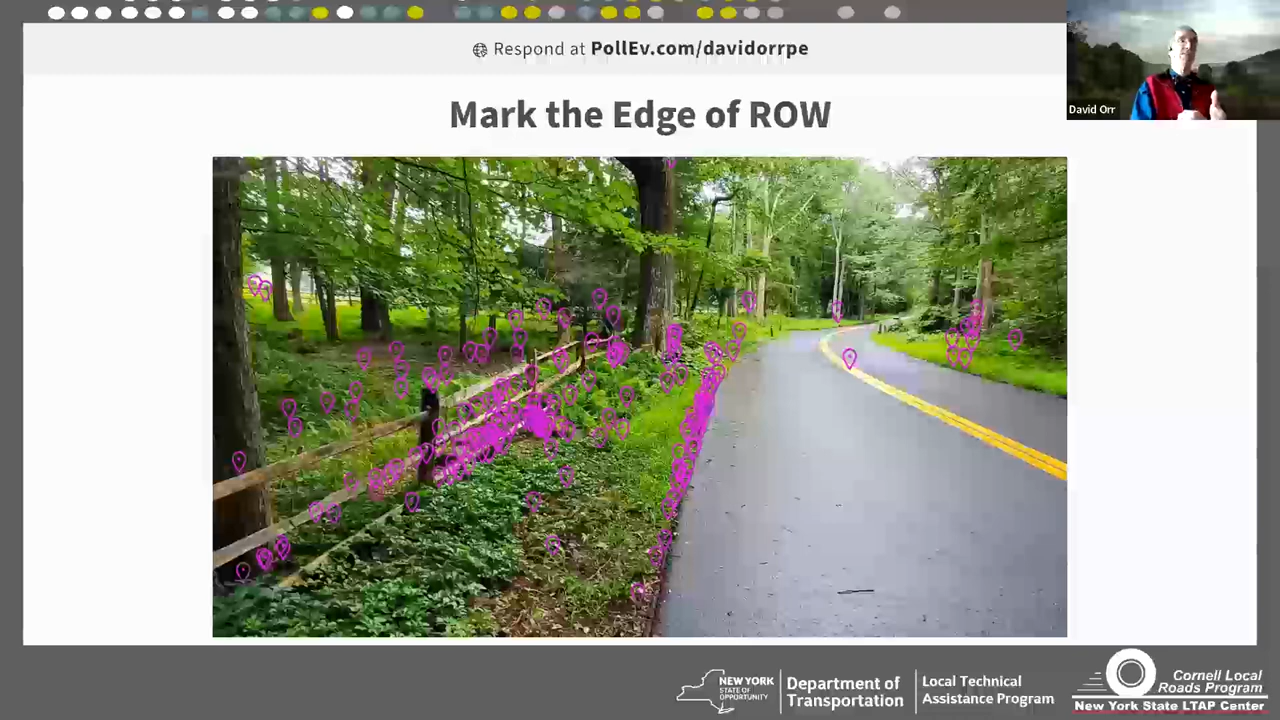 Respond at PollEv.com/davidorrpe
David Orr
Mark the Edge of ROW
NEW YORK
STATE OF
OPPORTUNITY
Department of
Transportation
Local Technical
Assistance Program
Cornell Local
Roads Program
New York State LTAP Center